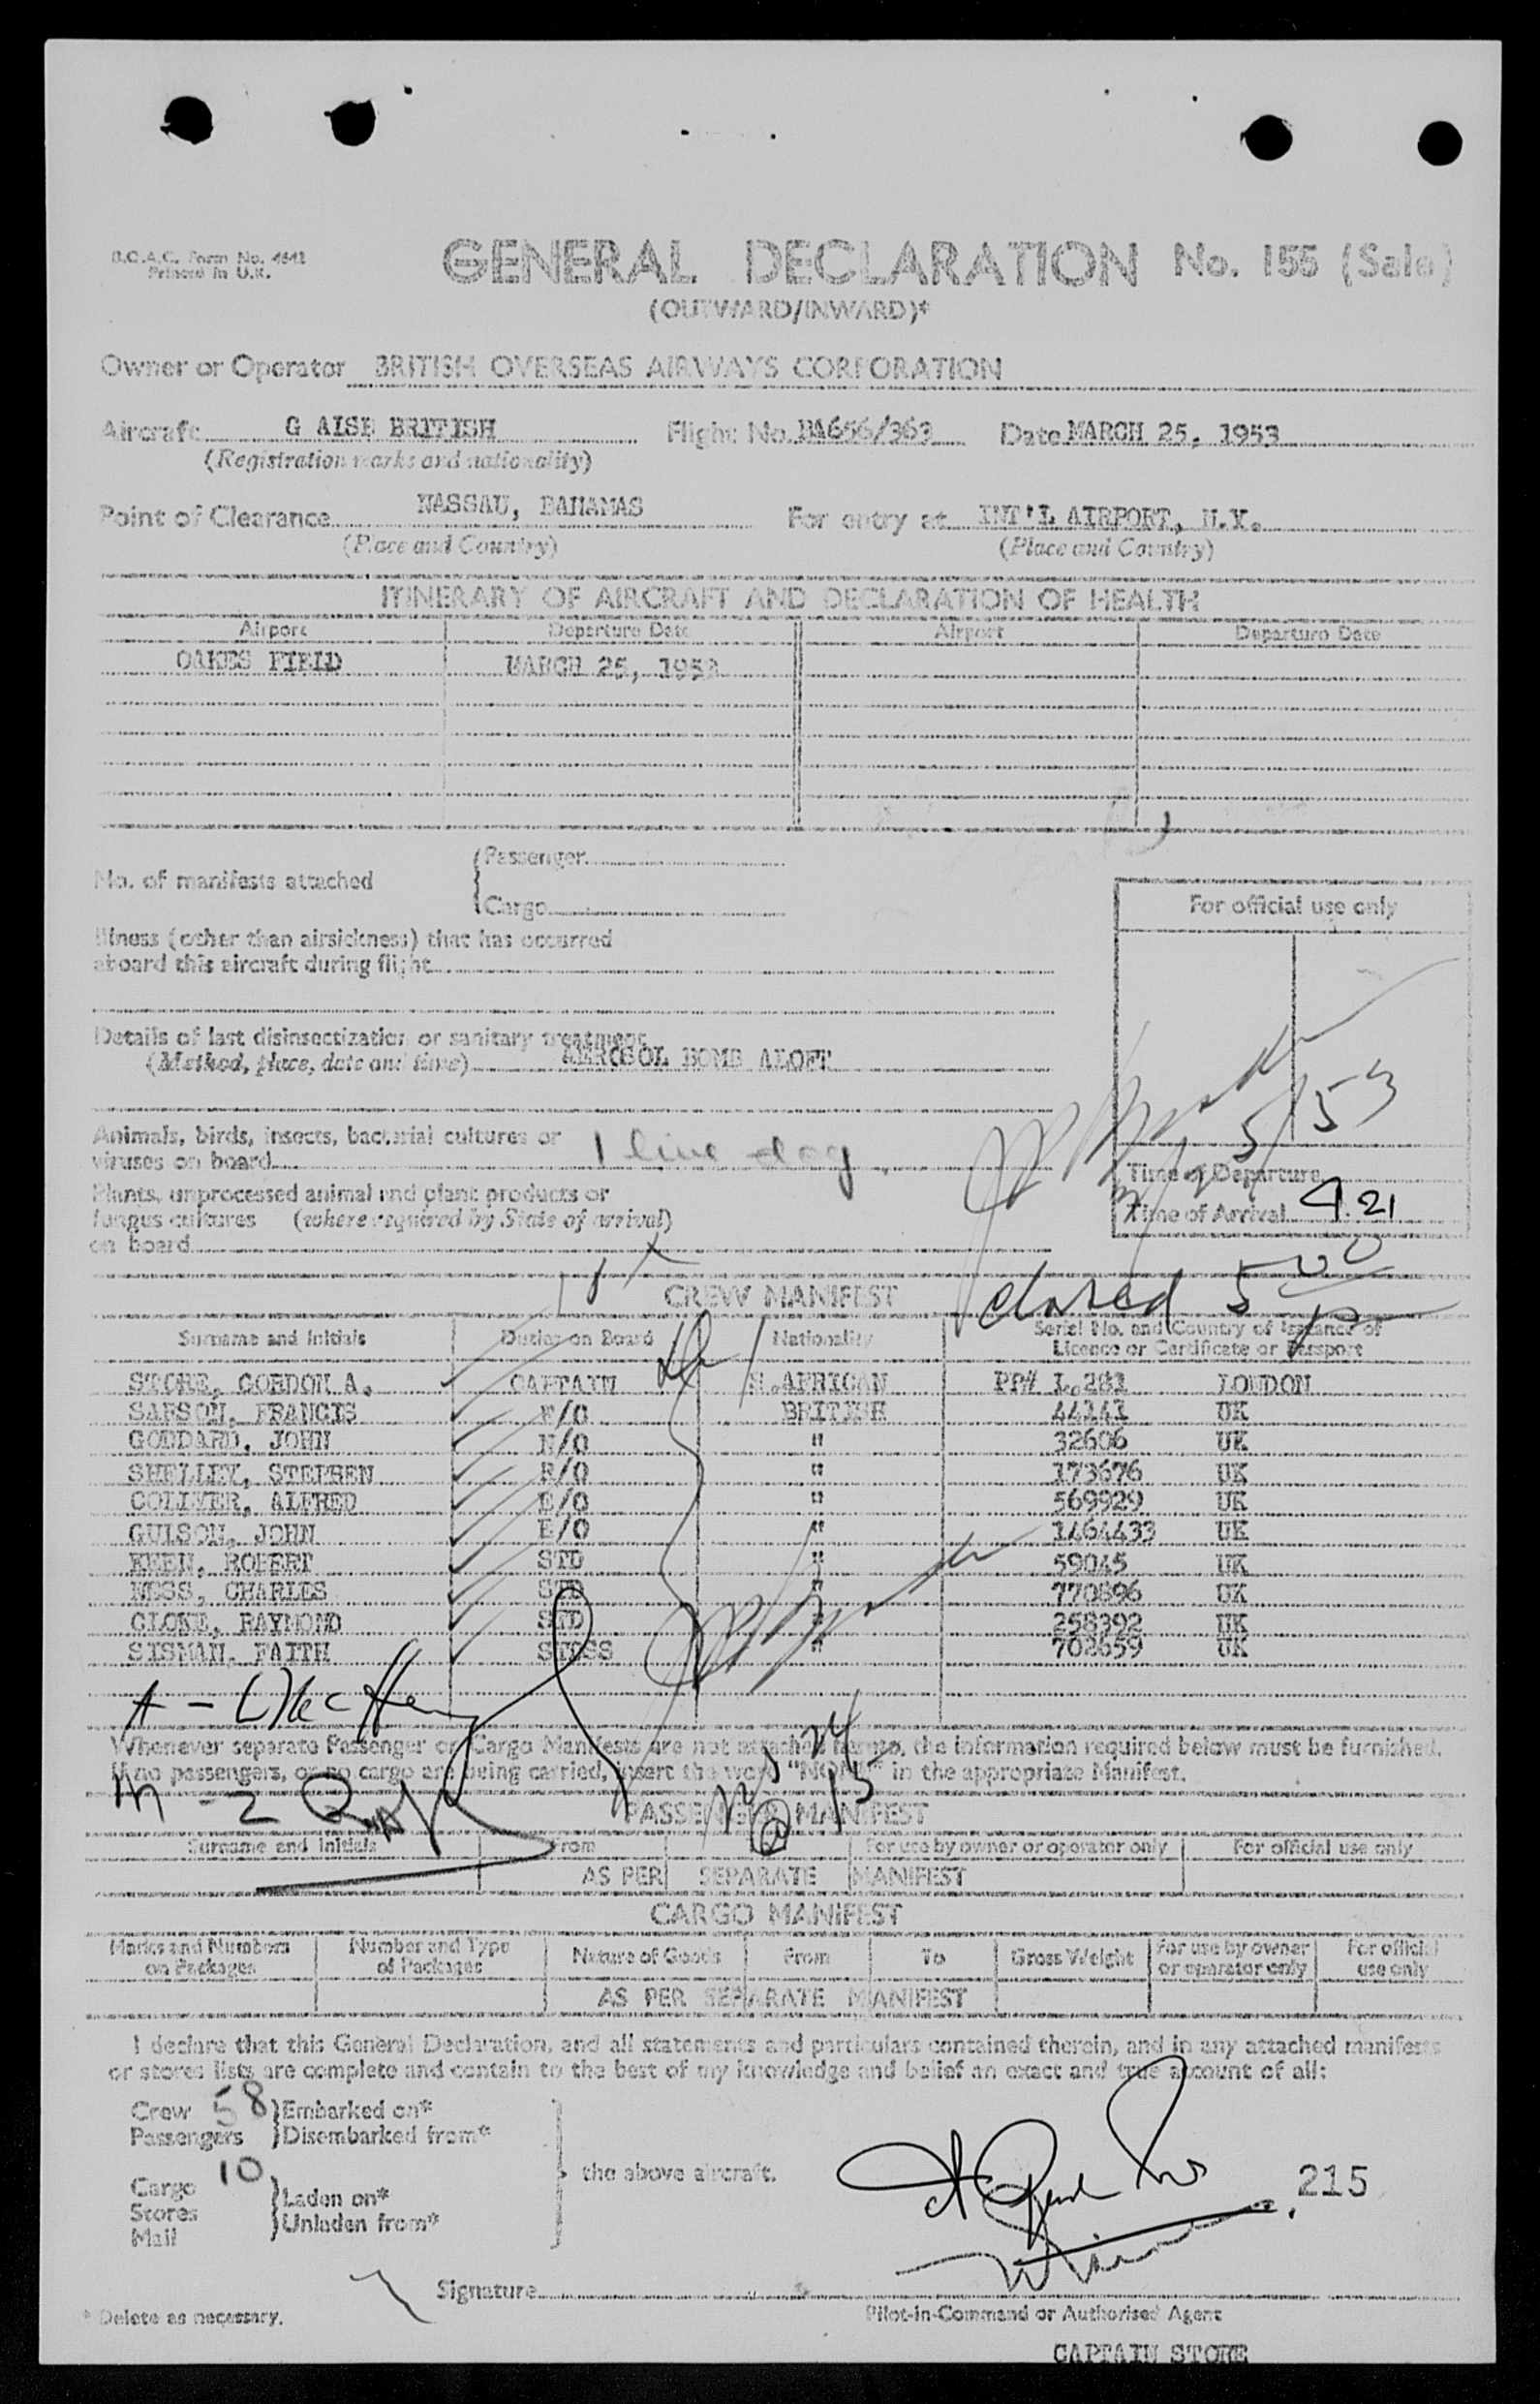 B.O.A.C. Form No. 4641
Printed in U.K.
GENERAL DECLARATION No. 155 (Sale)
(OUTWARD/INWARD)*
Owner or Operator BRITISH OVERSEAS AIRWAYS CORPORATION
Aircraft G AISE BRITISH Flight No. BA656/363 Date MARCH 25, 1953
(Registration marks and nationality)
Point of Clearance NASSAU, BAHAMAS For entry at INT'L AIRPORT, N.Y.
(Place and Country) (Place and Country)
ITINERARY OF AIRCRAFT AND DECLARATION OF HEALTH
Airport Departure Date Airport Departure Date
OAKES FIELD MARCH 25, 1953
No. of manifests attached
(Passenger
(Cargo
Illness (other than airsickness) that has occurred
aboard this aircraft during flight
For official use only
Details of last disinsectization or sanitary treatment
(Method, place, date and time) AEROSOL BOMB ALOFT
Animals, birds, insects, bacterial cultures or
viruses on board 1 live dog
5/53
Time of Departure
Plants, unprocessed animal and plant products or
fungus cultures (where required by State of arrival)
on board
Time of Arrival 4.21
closed 5 00
CREW MANIFEST
Surname and Initials Duties on Board Nationality Serial No. and Country of Issuance of
Licence or Certificate or Passport
STORE, GORDON A. CAPTAIN S.AFRICAN PP# L.281 LONDON
SAPSON, FRANCIS F/O BRITISH 44141 UK
GODDARD, JOHN N/O " 32606 UK
SHELLEY, STEPHEN R/O " 173676 UK
COLLYER, ALFRED E/O " 569929 UK
GULSON, JOHN E/O " 1464433 UK
KEEN, ROBERT STD " 59045 UK
NESS, CHARLES STD " 770896 UK
CLOKE, RAYMOND STD " 258392 UK
SISMAN, FAITH STESS " 702659 UK
Whenever separate Passenger or Cargo Manifests are not attached hereto, the information required below must be furnished.
If no passengers, or no cargo are being carried, insert the word "NONE" in the appropriate Manifest.
PASSENGER MANIFEST
Surname and Initials From For use by owner or operator only For official use only
AS PER SEPARATE MANIFEST
CARGO MANIFEST
Marks and Numbers on Packages Number and Type of Packages Nature of Goods From To Gross Weight For use by owner or operator only For official use only
AS PER SEPARATE MANIFEST
I declare that this General Declaration, and all statements and particulars contained therein, and in any attached manifests
or stores lists are complete and contain to the best of my knowledge and belief an exact and true account of all:
Crew 58 Embarked on*
Passengers Disembarked from*
the above aircraft.
10
Cargo
Stores
Mail
Laden on*
Unladen from*
215
Signature
* Delete as necessary.
Pilot-in-Command or Authorised Agent
CAPTAIN STORE